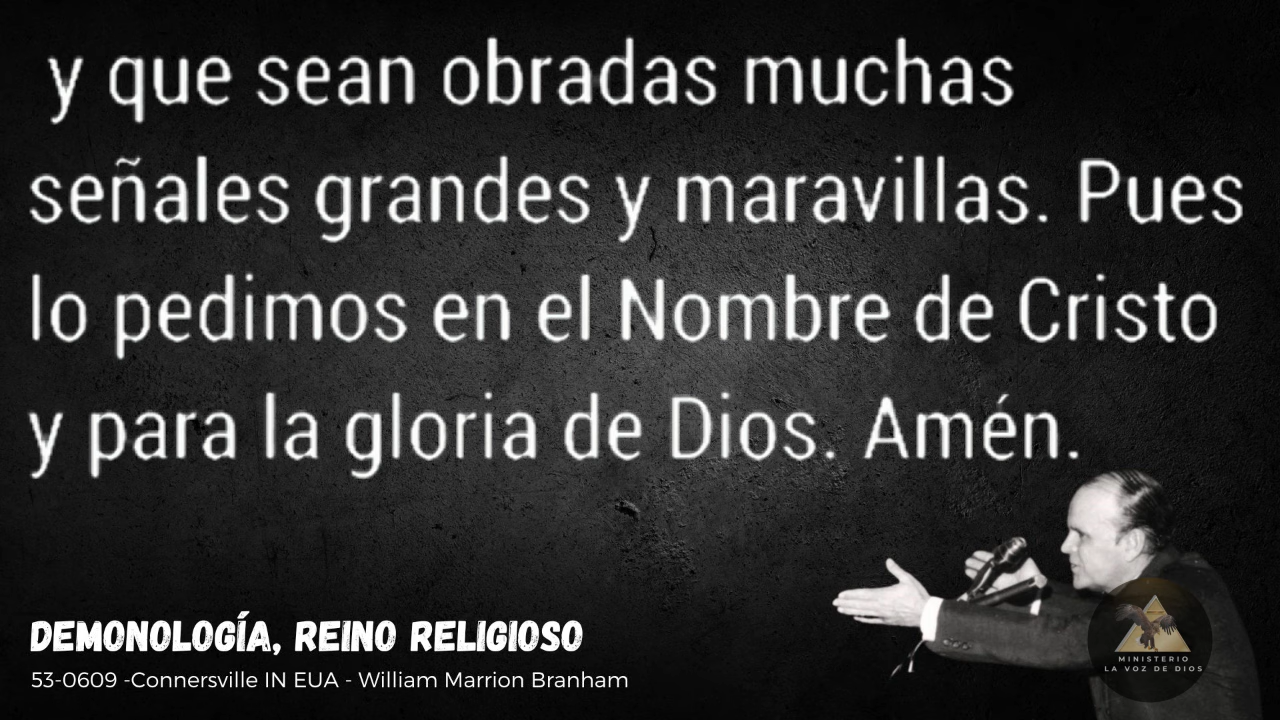 y que sean obradas muchas
señales grandes y maravillas. Pues
lo pedimos en el Nombre de Cristo
y para la gloria de Dios. Amén.
DEMONOLOGÍA, REINO RELIGIOSO
53-0609 -Connersville IN EUA - William Marrion Branham
MINISTERIO
LA VOZ DE DIOS